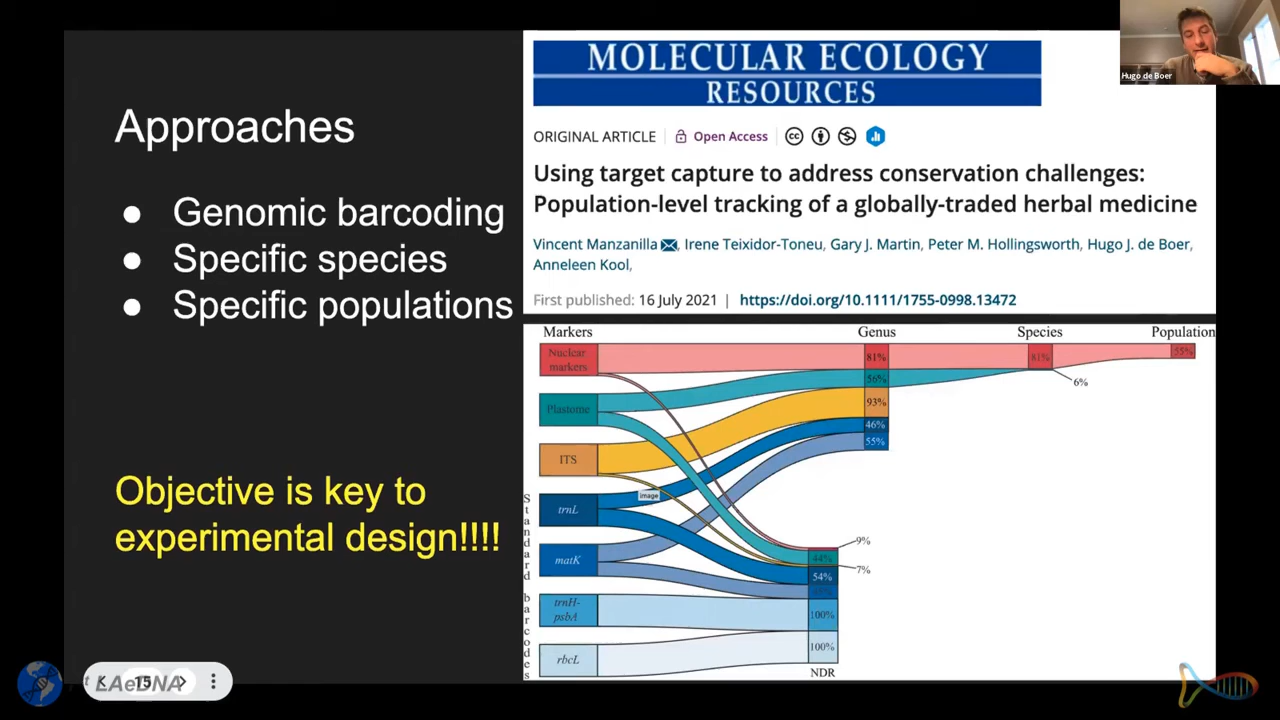 Hugo de Boer
Approaches
● Genomic barcoding
● Specific species
● Specific populations
Objective is key to
experimental design!!!!
MOLECULAR ECOLOGY
RESOURCES
ORIGINAL ARTICLE
Open Access
Using target capture to address conservation challenges:
Population-level tracking of a globally-traded herbal medicine
Vincent Manzanilla, Irene Teixidor-Toneu, Gary J. Martin, Peter M. Hollingsworth, Hugo J. de Boer,
Anneleen Kool,
First published: 16 July 2021 | https://doi.org/10.1111/1755-0998.13472
Markers Genus Species Population
Nuclear
markers
81% 81% 55%
Plastome
56%
6%
ITS
93%
46%
55%
Standard barcodes
image
trnL
matK
trnH-
psbA
rbcL
9%
44%
7%
54%
100%
100%
NDR
15
LAeDNA